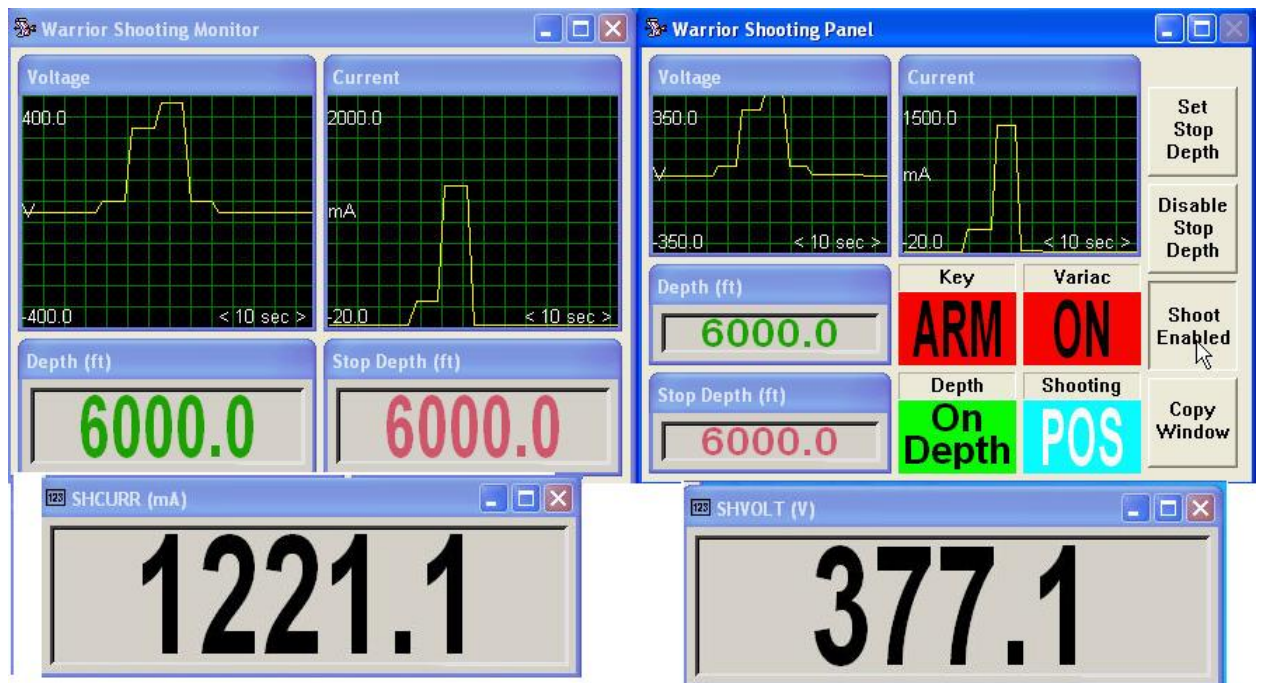 Warrior Shooting Monitor
Voltage
400.0
V
-400.0
< 10 sec >
Current
2000.0
mA
-20.0
< 10 sec >
Depth (ft)
6000.0
Stop Depth (ft)
6000.0
Warrior Shooting Panel
Voltage
350.0
V
-350.0
< 10 sec >
Current
1500.0
mA
-20.0
< 10 sec >
Set
Stop
Depth
Disable
Stop
Depth
Shoot
Enabled
Copy
Window
Depth (ft)
6000.0
Stop Depth (ft)
6000.0
Key
ARM
Variac
ON
Depth
On
Depth
Shooting
POS
123 SHCURR (mA)
1221.1
123 SHVOLT (V)
377.1